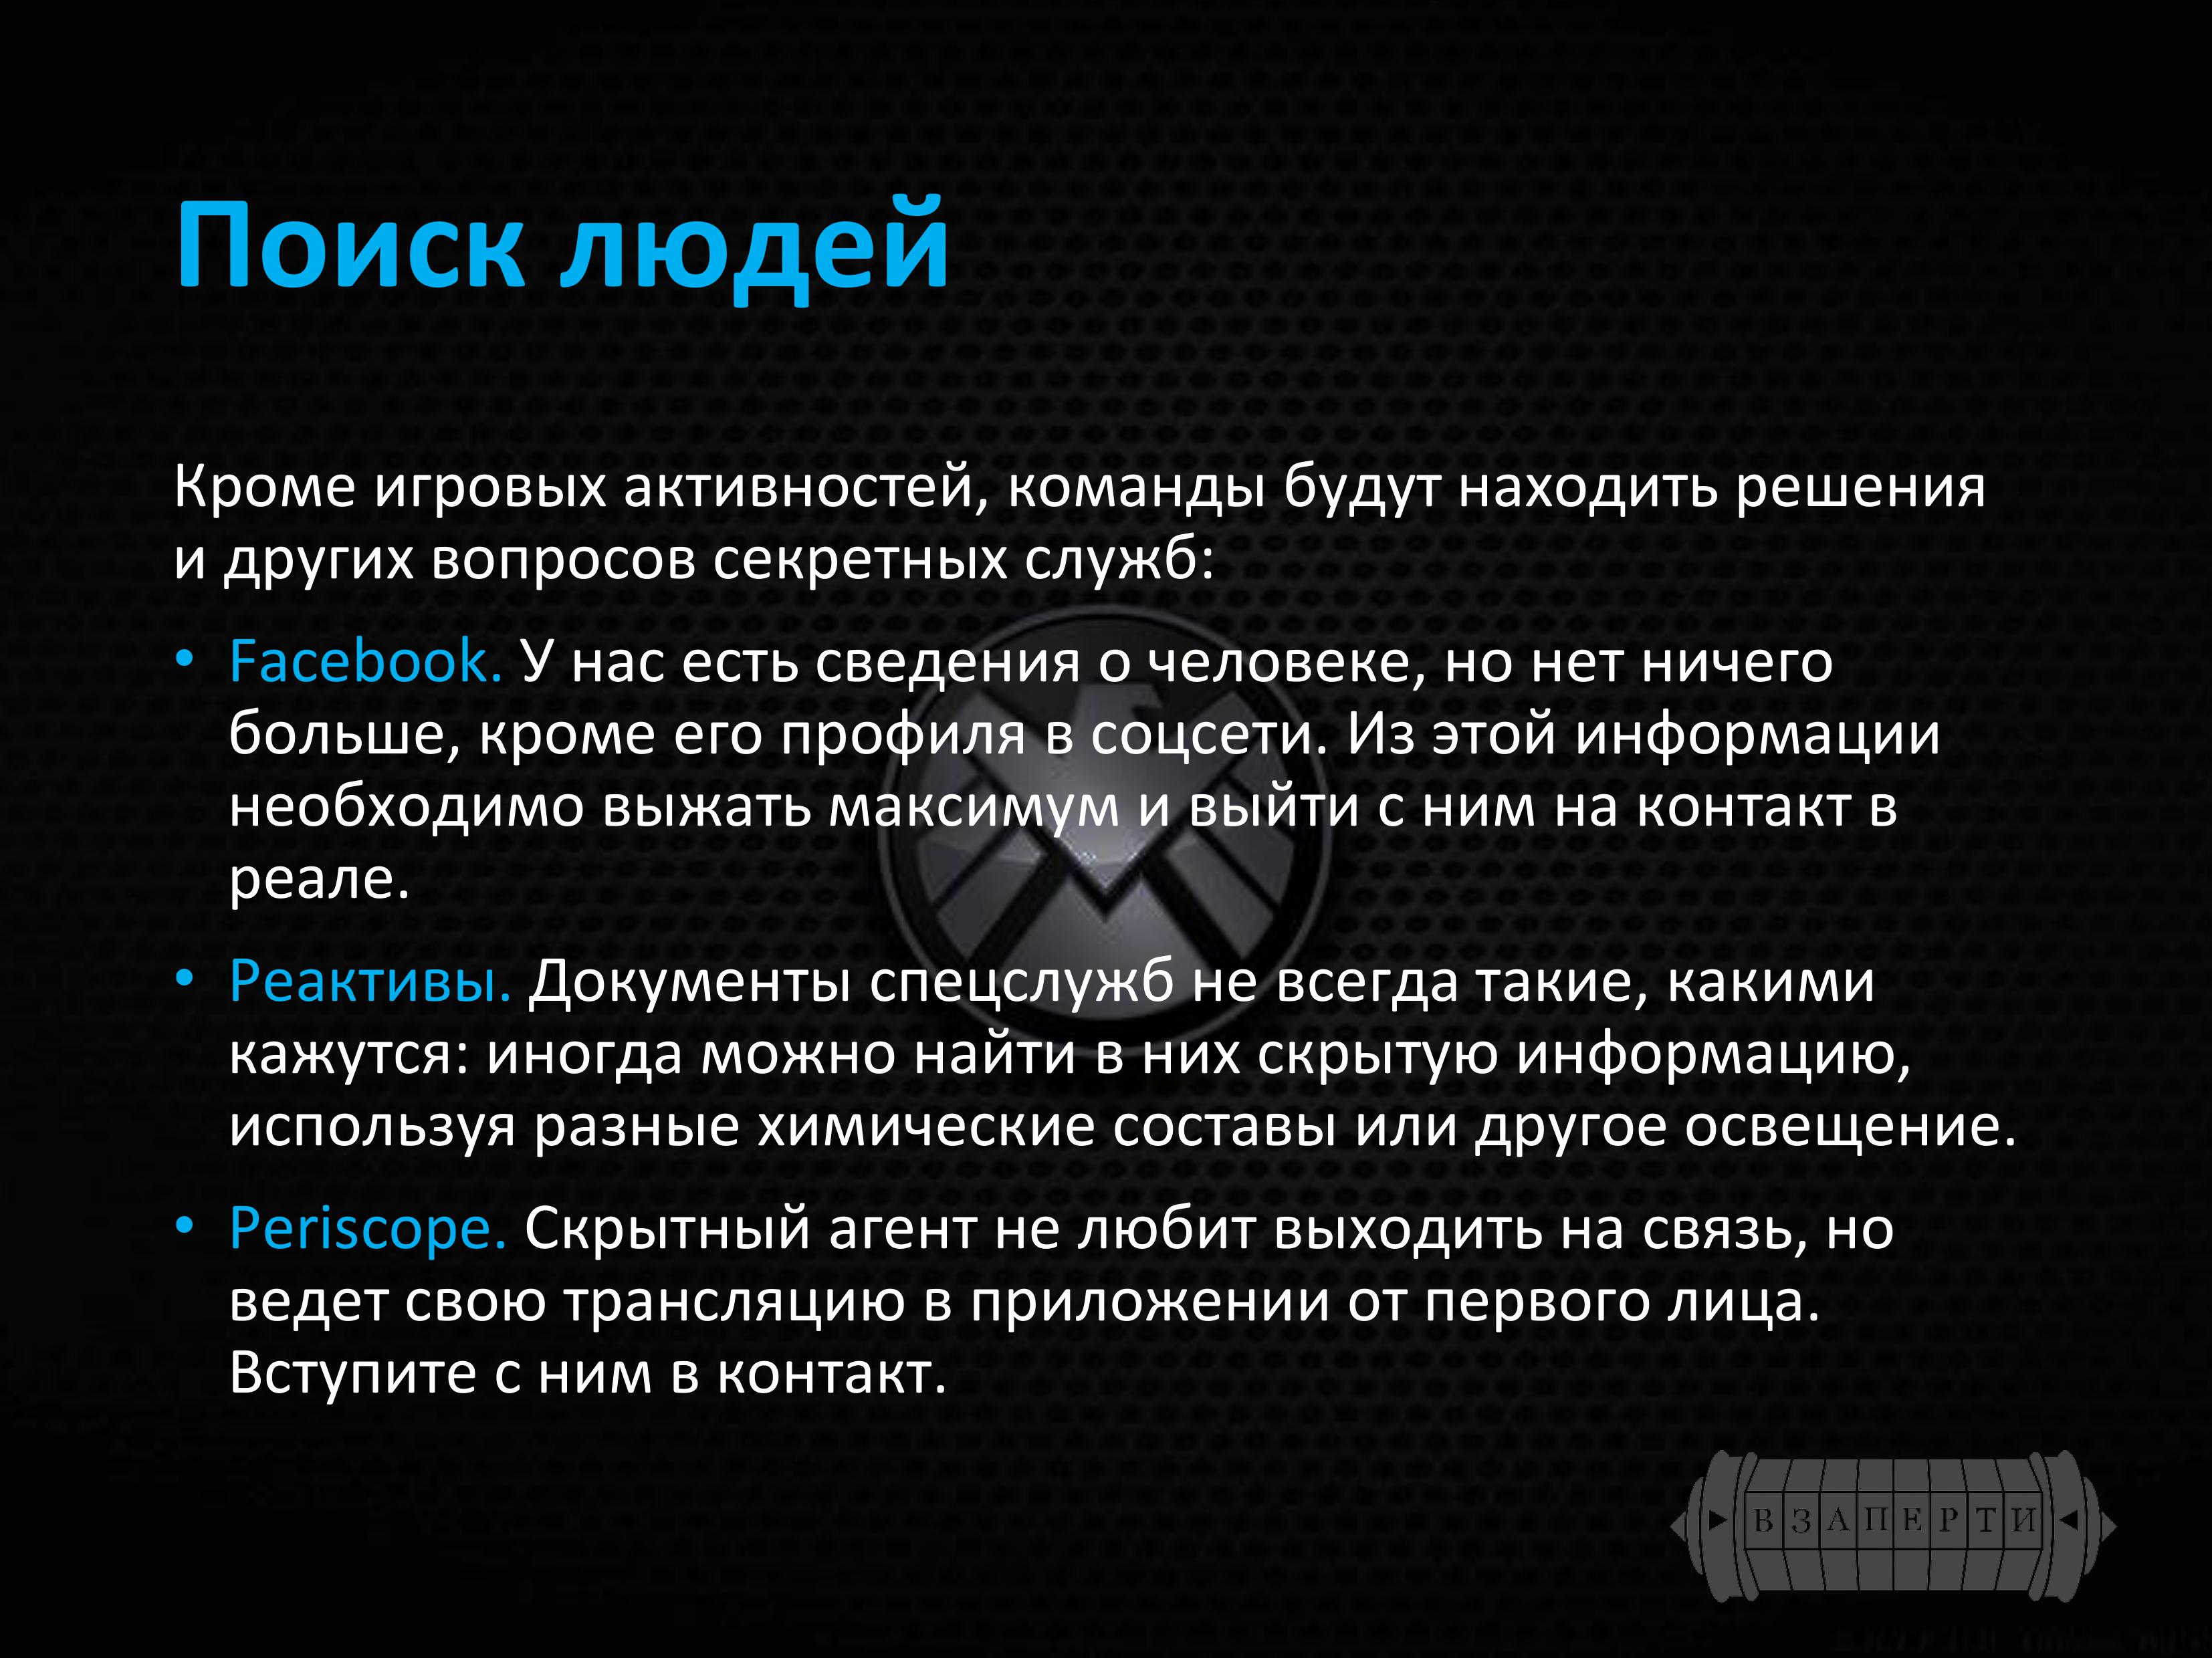 Поиск людей
Кроме игровых активностей, команды будут находить решения
и других вопросов секретных служб:
• Facebook. У нас есть сведения о человеке, но нет ничего
больше, кроме его профиля в соцсети. Из этой информации
необходимо выжать максимум и выйти с ним на контакт в
реале.
• Реактивы. Документы спецслужб не всегда такие, какими
кажутся: иногда можно найти в них скрытую информацию,
используя разные химические составы или другое освещение.
• Periscope. Скрытный агент не любит выходить на связь, но
ведет свою трансляцию в приложении от первого лица.
Вступите с ним в контакт.
ВЗАПЕРТИ